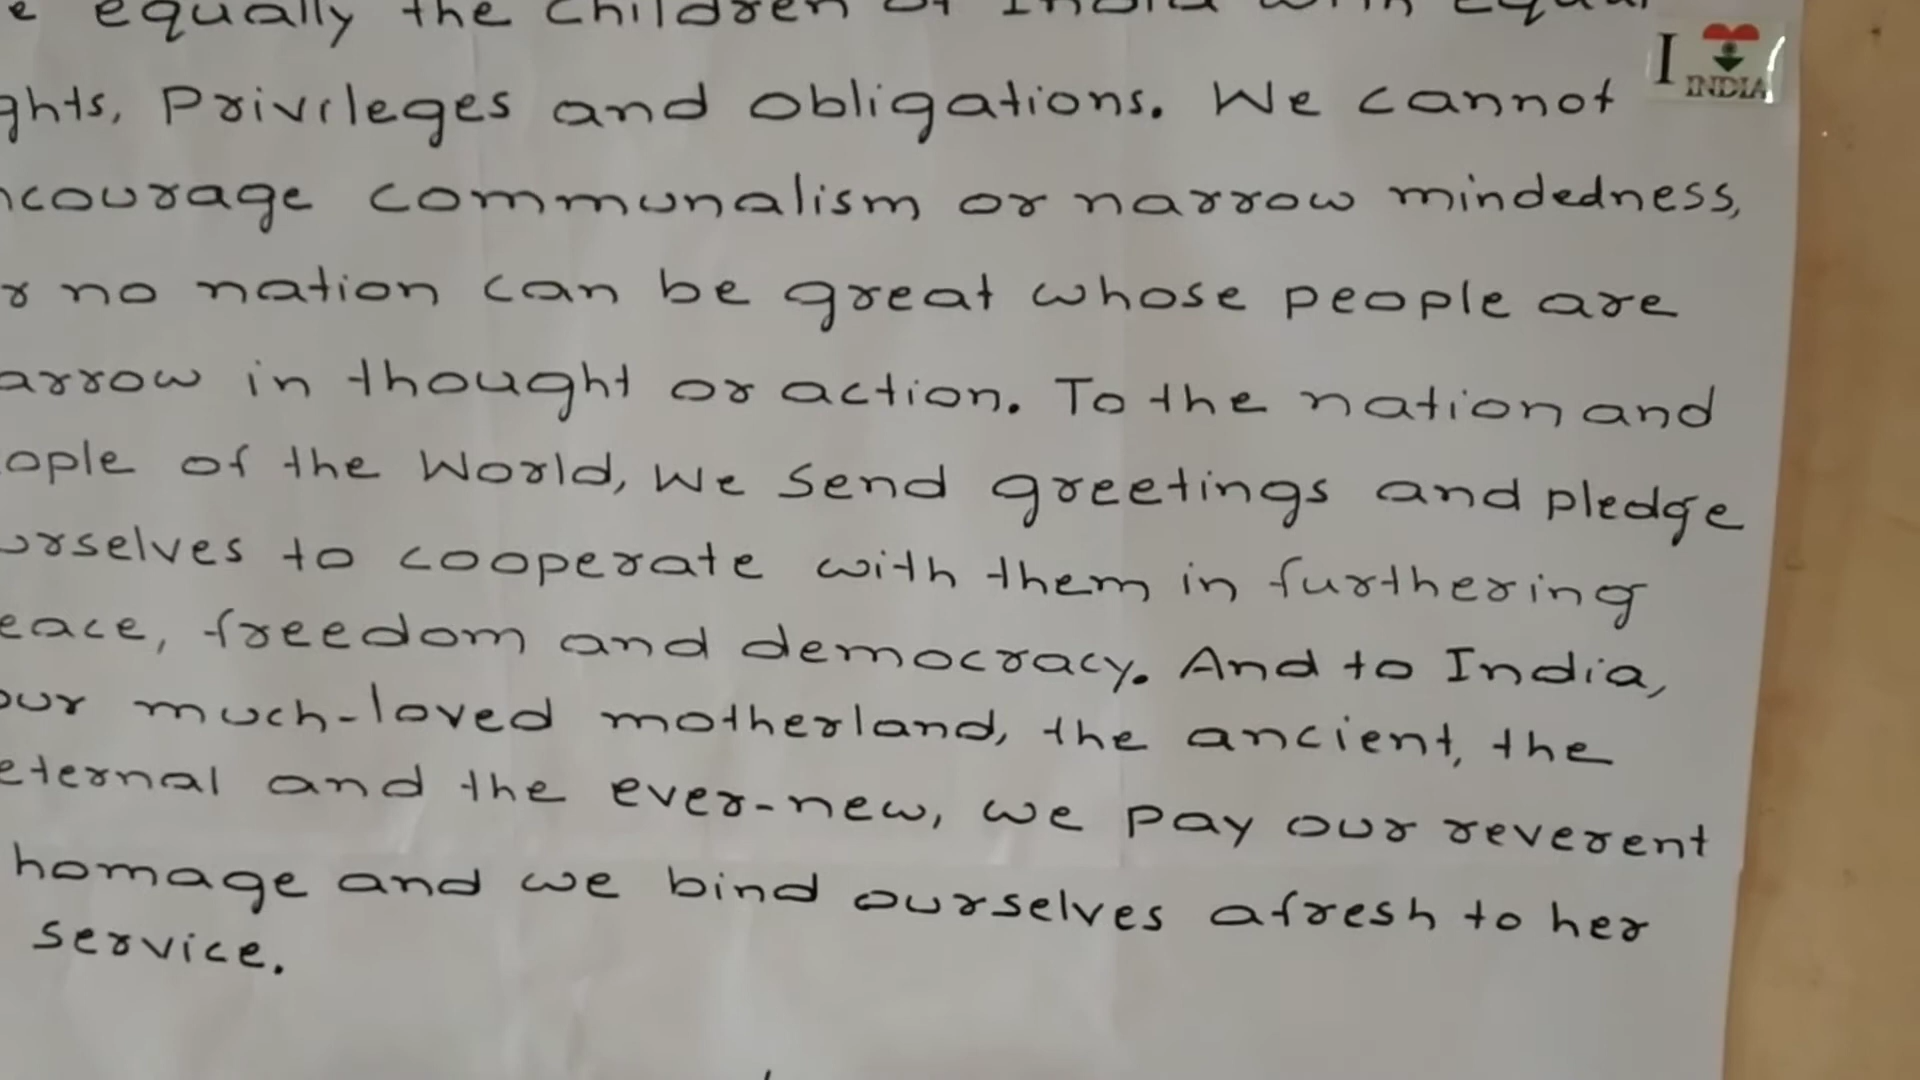 e equally the children of India with equal
ghts, Privileges and obligations. We cannot
I
INDIA
ncourage communalism or narrow mindedness,
r no nation can be great whose people are
arrow in thought or action. To the nation and
ople of the World, We Send greetings and pledge
urselves to cooperate with them in furthering
eace, freedom and democracy. And to India,
our much-loved motherland, the ancient, the
eternal and the ever-new, we pay our reverent
homage and we bind ourselves afresh to her
service.